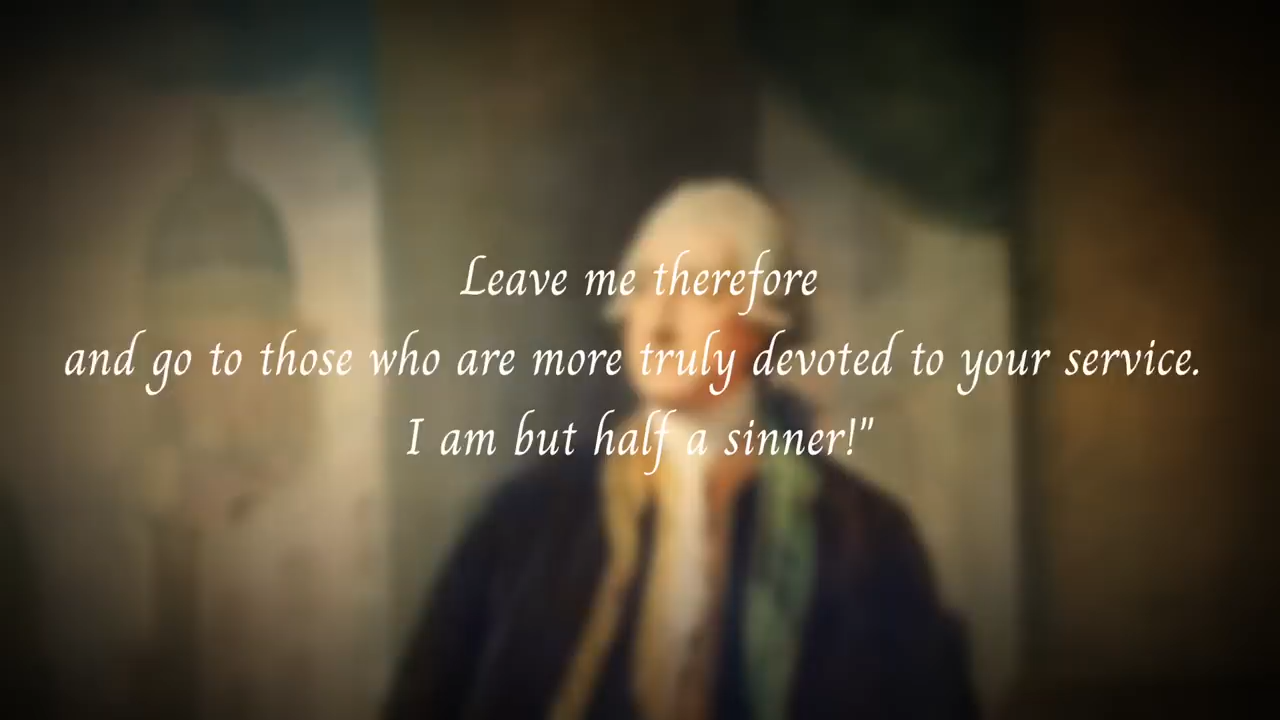 Leave me therefore
and go to those who are more truly devoted to your service.
I am but half a sinner!"